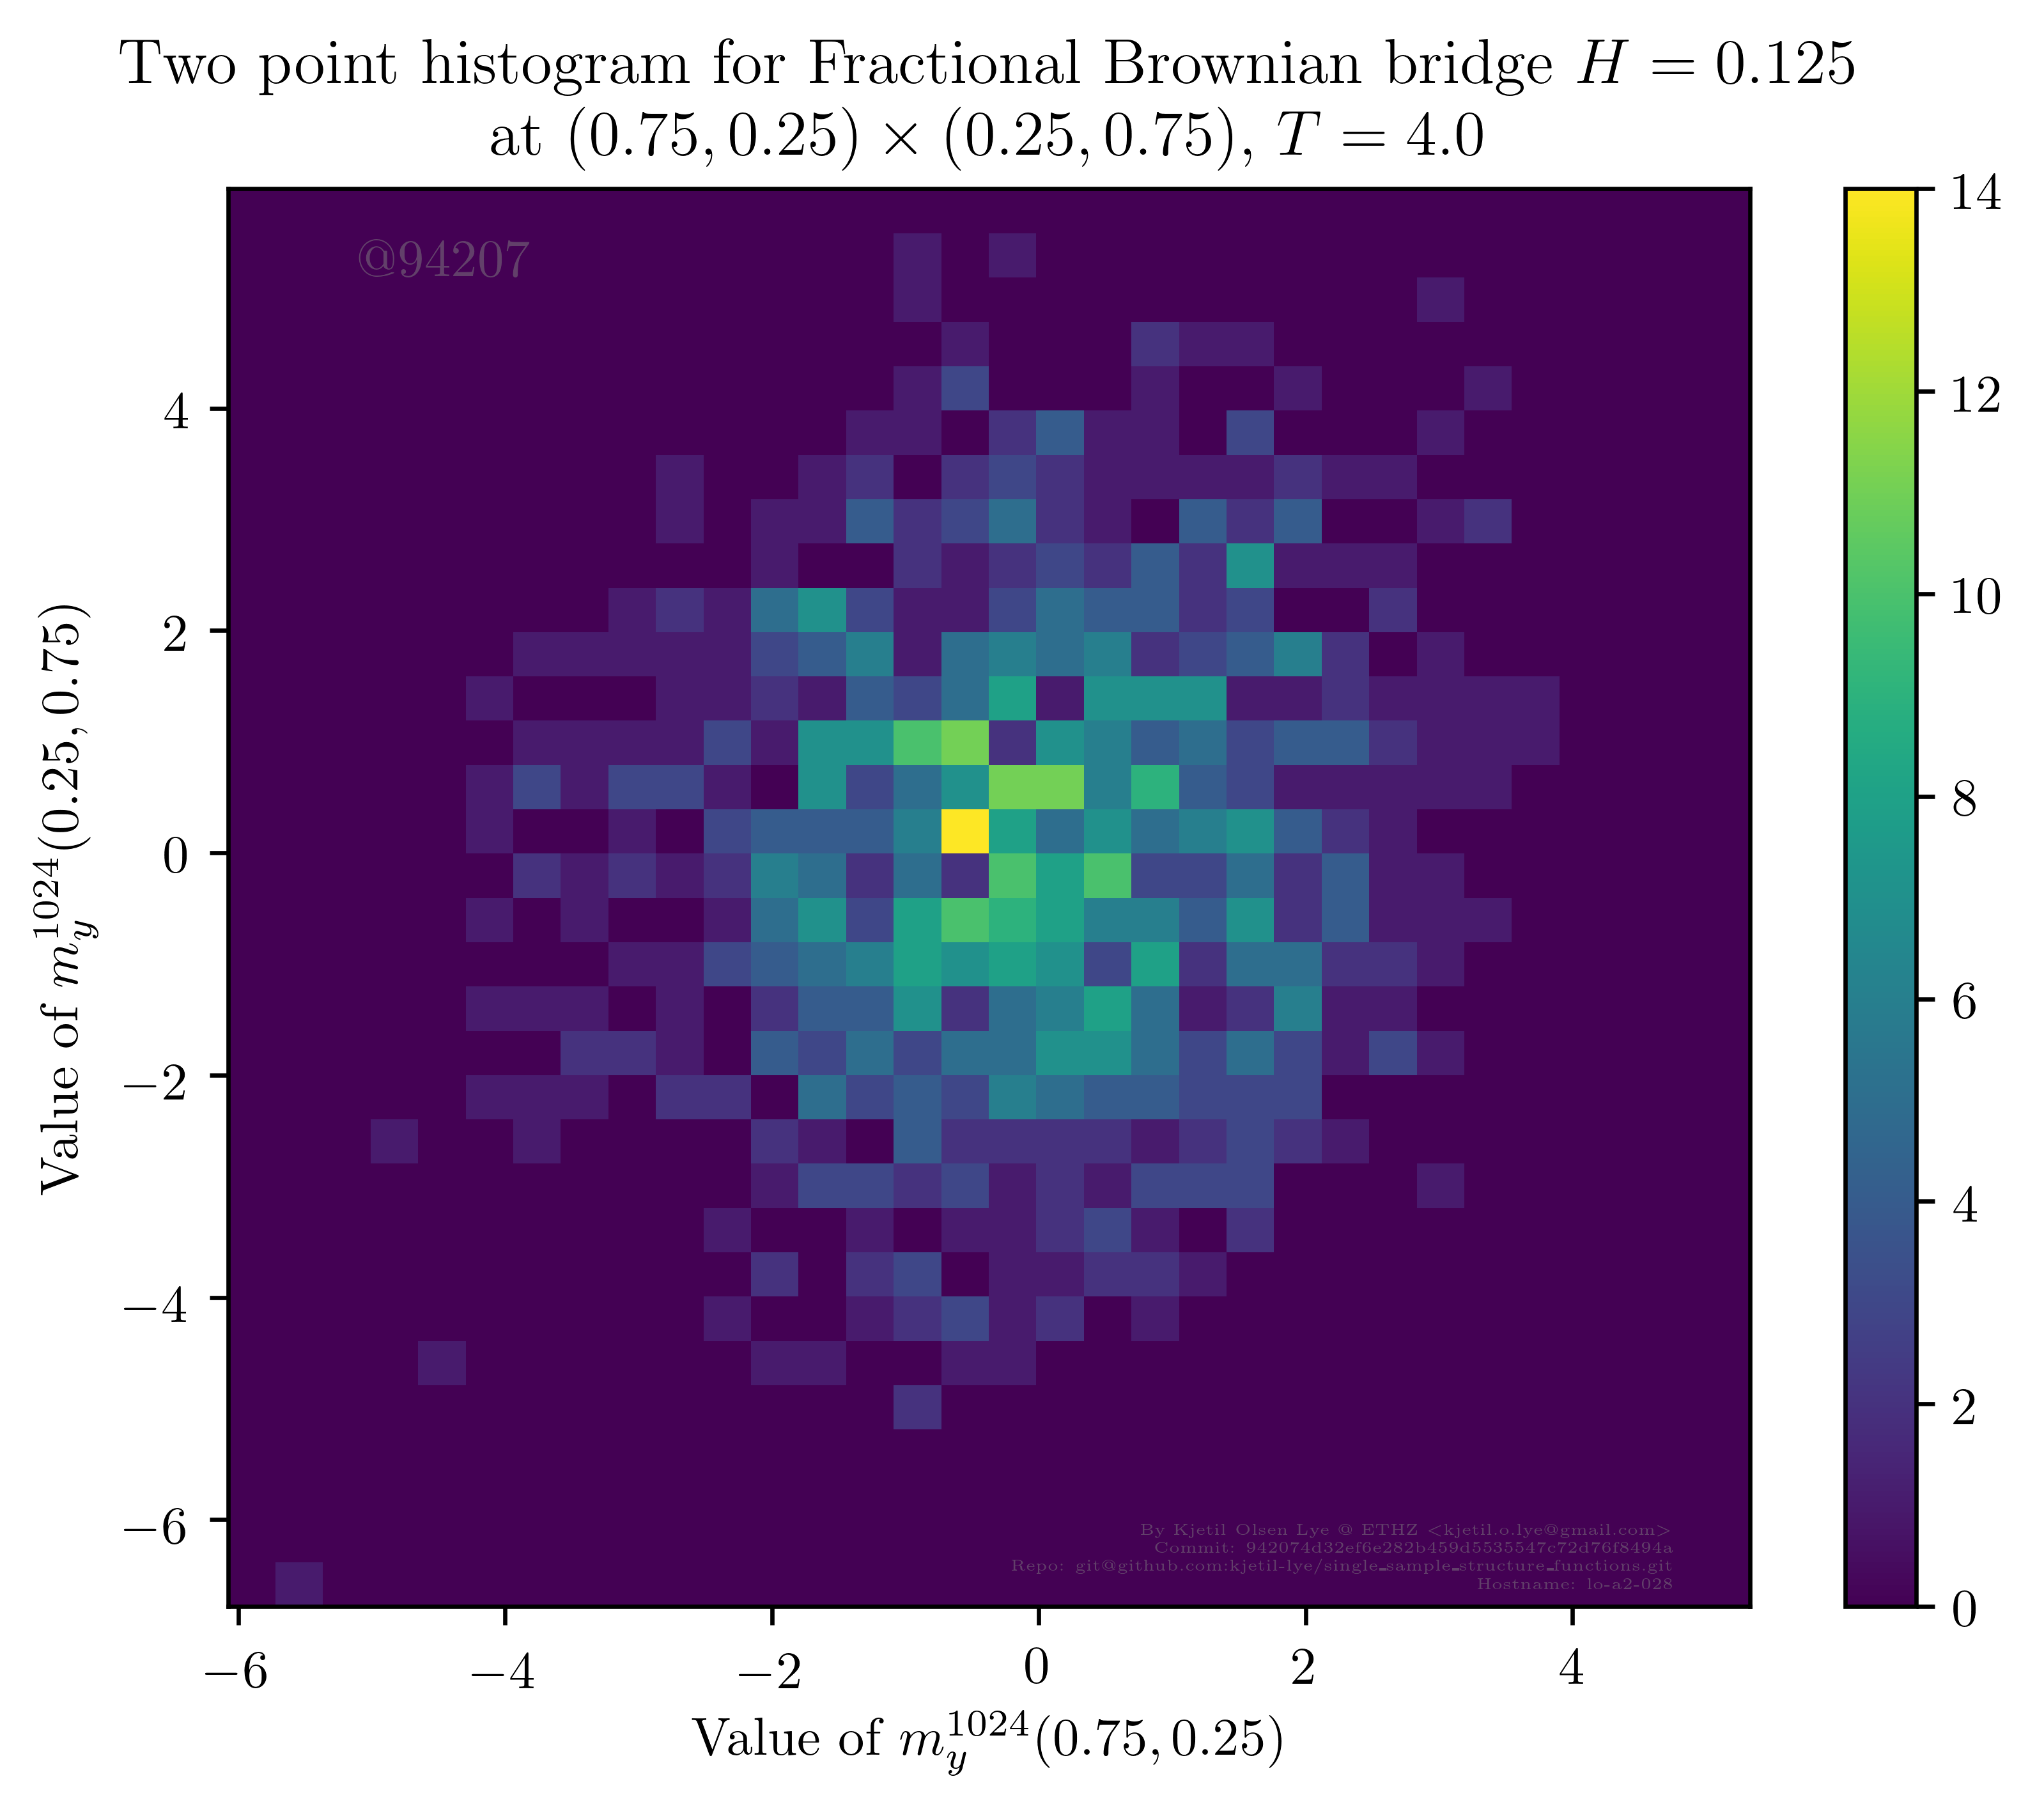 Two point histogram for Fractional Brownian bridge H = 0.125
at (0.75, 0.25) × (0.25, 0.75), T = 4.0
@94207
14
12
10
8
6
4
2
0
4
2
0
−2
−4
−6
Value of m_y^1024(0.25, 0.75)
By Kjetil Olsen Lye @ ETHZ <kjetil.o.lye@gmail.com>
Commit: 942074d32ef6e282b459d5535547c72d76f8494a
Repo: git@github.com:kjetil-lye/single_sample_structure_functions.git
Hostname: lo-a2-028
−6 −4 −2 0 2 4
Value of m_y^1024(0.75, 0.25)